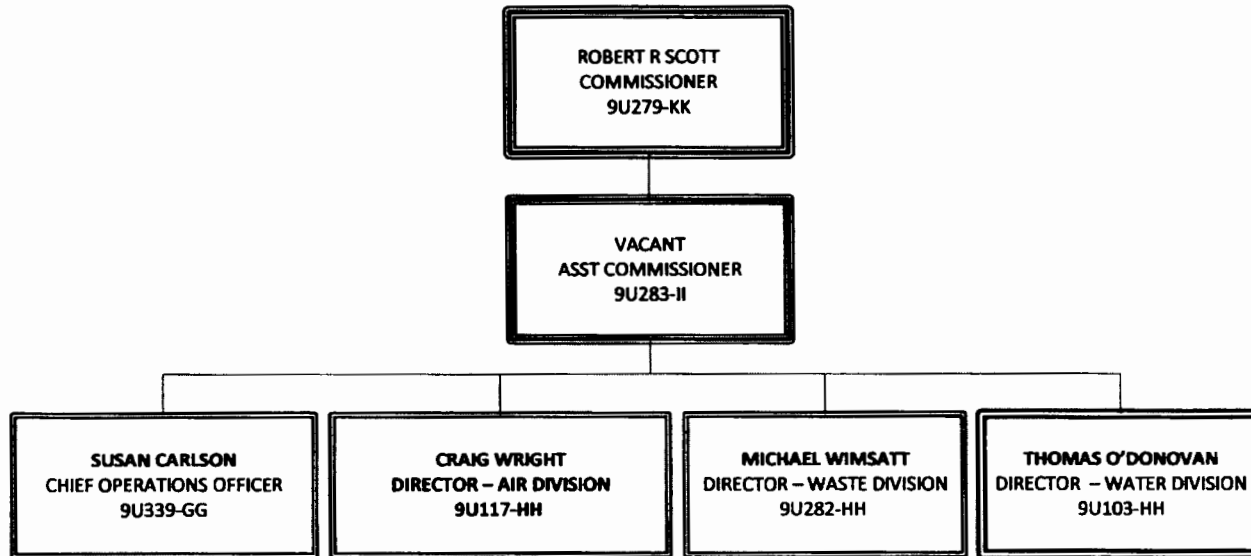 ROBERT R SCOTT
COMMISSIONER
9U279-KK
VACANT
ASST COMMISSIONER
9U283-II
SUSAN CARLSON
CHIEF OPERATIONS OFFICER
9U339-GG
CRAIG WRIGHT
DIRECTOR – AIR DIVISION
9U117-HH
MICHAEL WIMSATT
DIRECTOR – WASTE DIVISION
9U282-HH
THOMAS O'DONOVAN
DIRECTOR – WATER DIVISION
9U103-HH